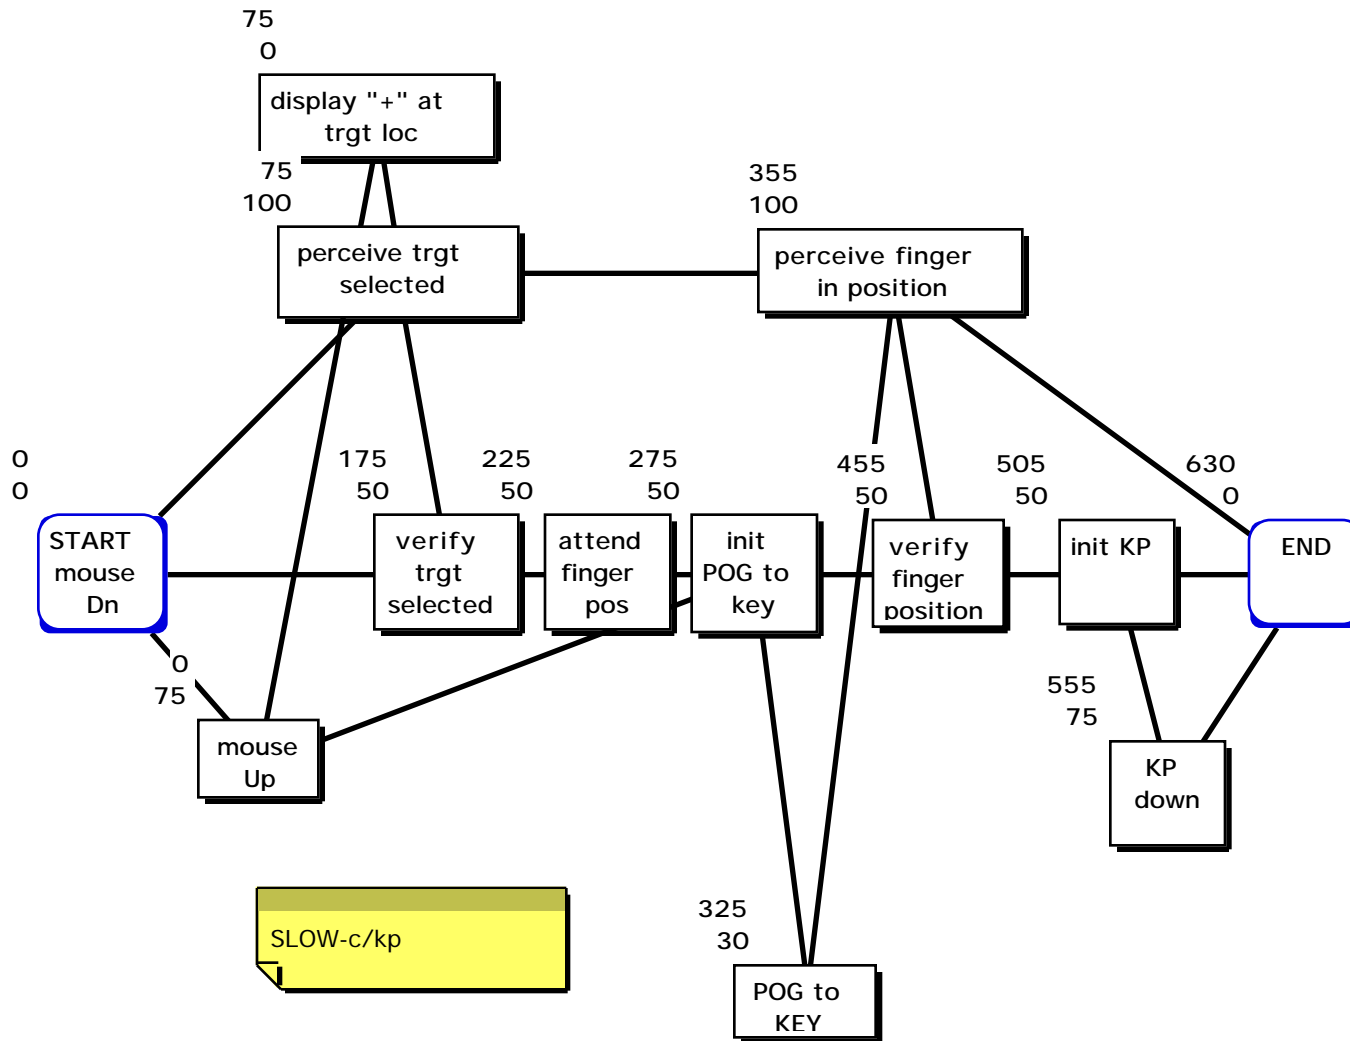 75
0
display "+" at
trgt loc
75
100
perceive trgt
selected
355
100
perceive finger
in position
0
0
START
mouse
Dn
175
50
verify
trgt
selected
225
50
attend
finger
pos
275
50
init
POG to
key
455
50
verify
finger
position
505
50
init KP
630
0
END
0
75
mouse
Up
555
75
KP
down
SLOW-c/kp
325
30
POG to
KEY